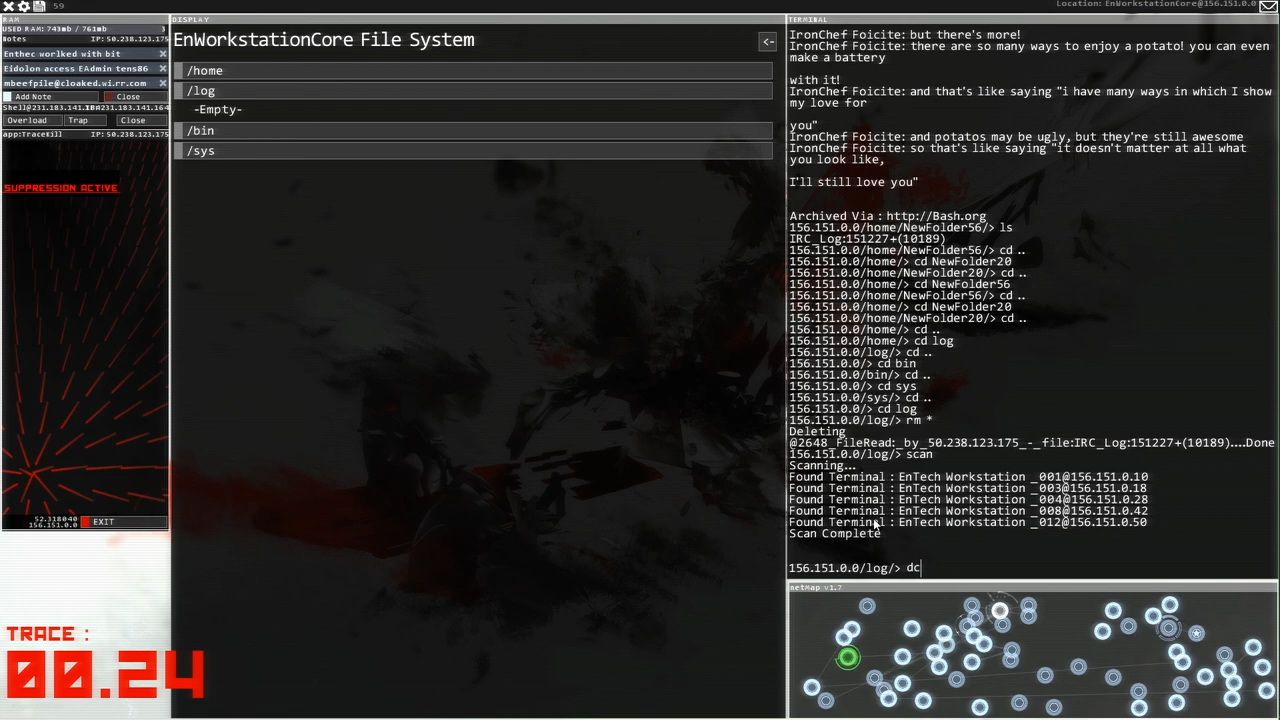 59
Location: EnWorkstationCore@156.151.0.0
RAM
USED RAM: 743mb / 761mb
3
Notes
IP: 50.238.123.175
Enthec worlked with bit
Eidolon access EAdmin tens86
mbeefpile@cloaked.wi.rr.com
Add Note
Close
Overload
Trap
Close
app:TraceKill
IP: 50.238.123.175
SUPPRESSION ACTIVE
52.318040
156.151.0.0
EXIT
TRACE :
00.24
DISPLAY
EnWorkstationCore File System
<-
/home
/log
-Empty-
/bin
/sys
TERMINAL
IronChef Foicite: but there's more!
IronChef Foicite: there are so many ways to enjoy a potato! you can even
make a battery
with it!
IronChef Foicite: and that's like saying "i have many ways in which I show
my love for
you"
IronChef Foicite: and potatos may be ugly, but they're still awesome
IronChef Foicite: so that's like saying "it doesn't matter at all what
you look like,
I'll still love you"
Archived Via : http://Bash.org
156.151.0.0/home/NewFolder56/> ls
IRC_Log:151227+(10189)
156.151.0.0/home/NewFolder56/> cd ..
156.151.0.0/home/> cd NewFolder20
156.151.0.0/home/NewFolder20/> cd ..
156.151.0.0/home/> cd NewFolder56
156.151.0.0/home/NewFolder56/> cd ..
156.151.0.0/home/> cd NewFolder20
156.151.0.0/home/NewFolder20/> cd ..
156.151.0.0/home/> cd ..
156.151.0.0/home/> cd log
156.151.0.0/log/> cd ..
156.151.0.0/> cd bin
156.151.0.0/bin/> cd ..
156.151.0.0/> cd sys
156.151.0.0/sys/> cd ..
156.151.0.0/> cd log
156.151.0.0/log/> rm *
Deleting
@2648_FileRead:_by_50.238.123.175_-_file:IRC_Log:151227+(10189)....Done
156.151.0.0/log/> scan
Scanning...
Found Terminal : EnTech Workstation _001@156.151.0.10
Found Terminal : EnTech Workstation _003@156.151.0.18
Found Terminal : EnTech Workstation _004@156.151.0.28
Found Terminal : EnTech Workstation _008@156.151.0.42
Found Terminal : EnTech Workstation _012@156.151.0.50
Scan Complete
156.151.0.0/log/> dc
netMap v1.7